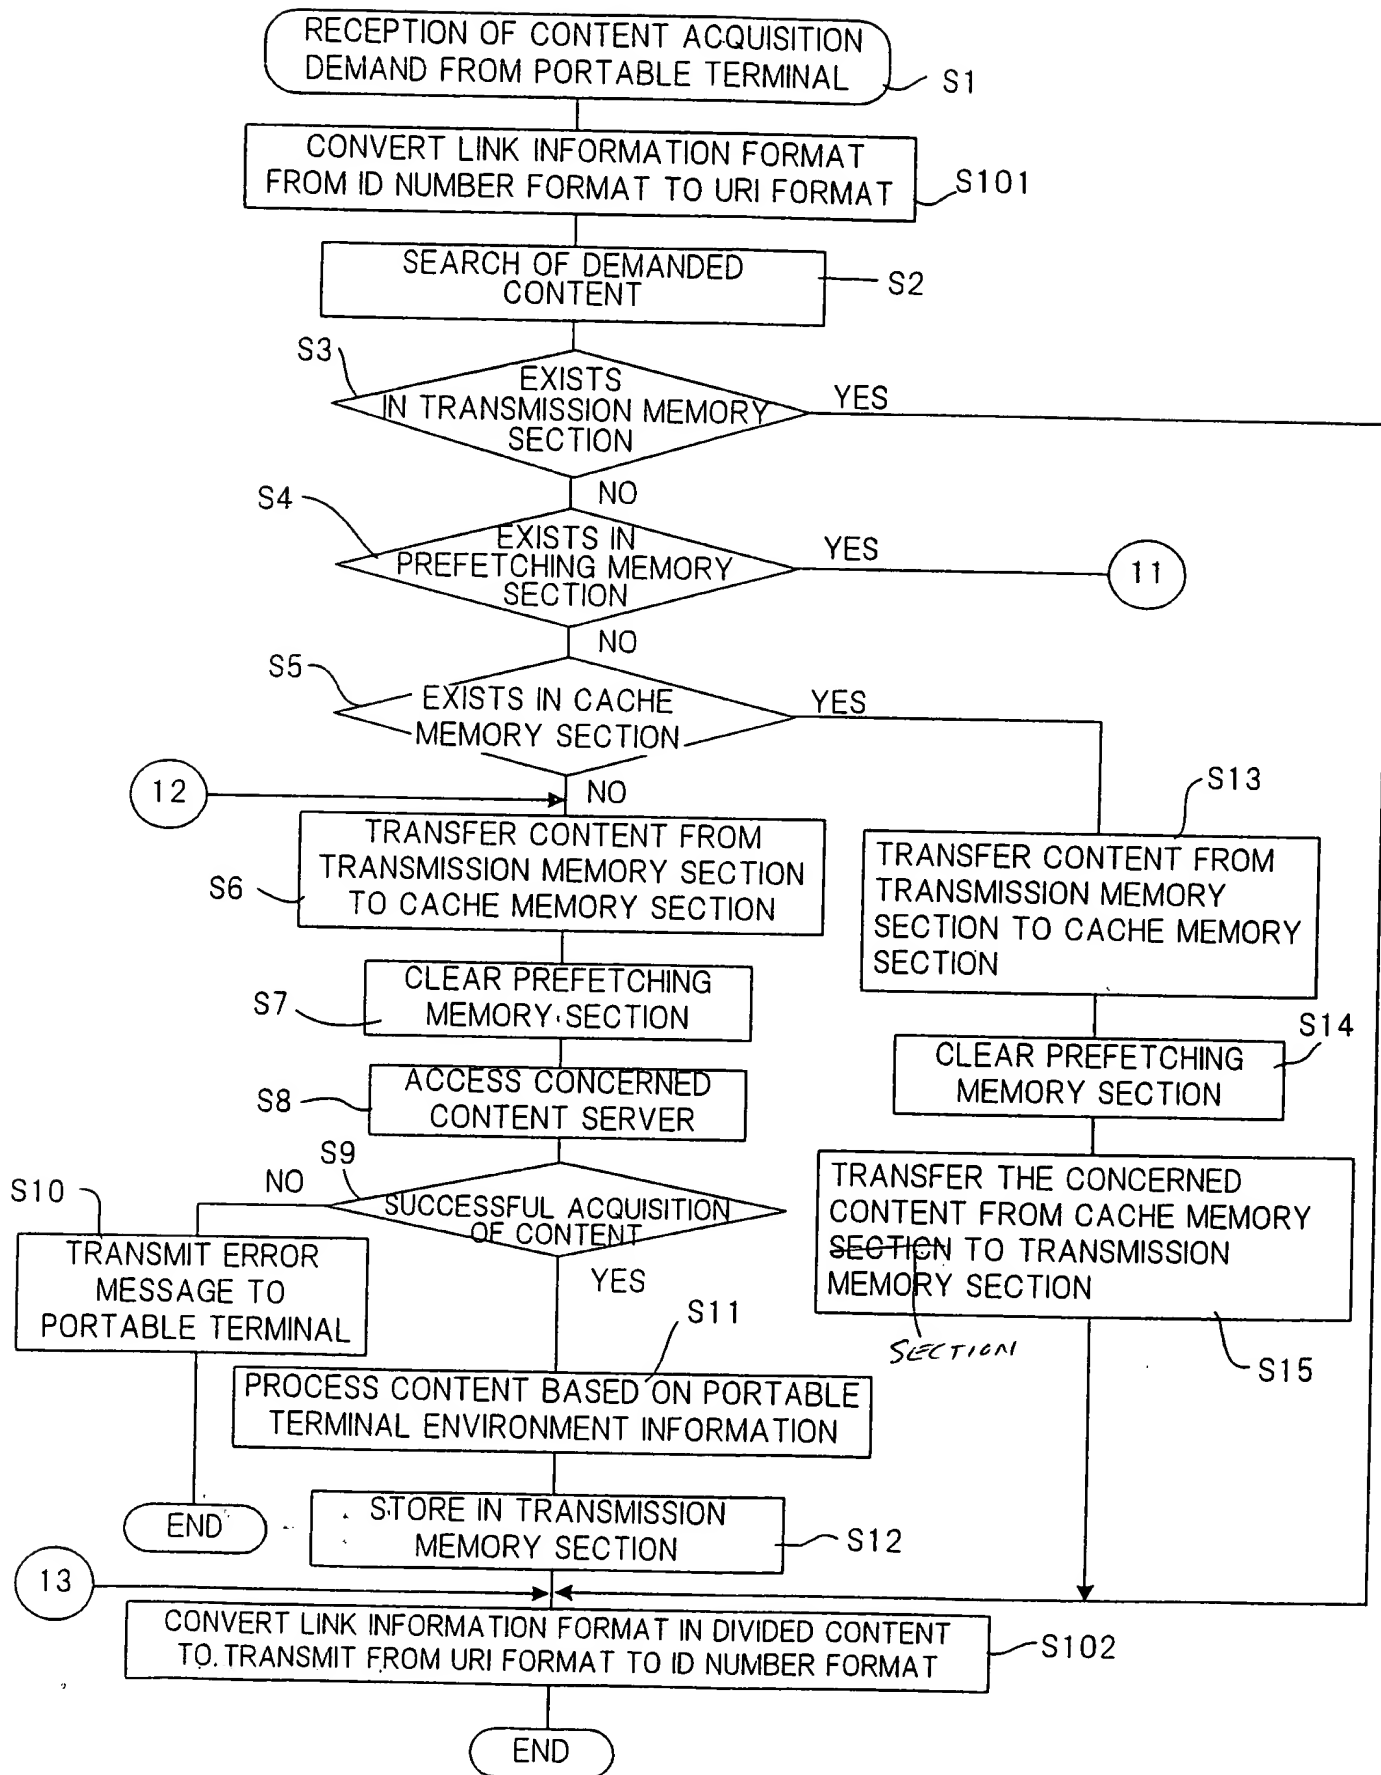 RECEPTION OF CONTENT ACQUISITION
DEMAND FROM PORTABLE TERMINAL
S1
CONVERT LINK INFORMATION FORMAT
FROM ID NUMBER FORMAT TO URI FORMAT
S101
SEARCH OF DEMANDED
CONTENT
S2
S3
EXISTS
IN TRANSMISSION MEMORY
SECTION
YES
NO
S4
EXISTS IN
PREFETCHING MEMORY
SECTION
YES
11
NO
S5
EXISTS IN CACHE
MEMORY SECTION
YES
12
NO
S13
TRANSFER CONTENT FROM
TRANSMISSION MEMORY SECTION
TO CACHE MEMORY SECTION
S6
TRANSFER CONTENT FROM
TRANSMISSION MEMORY
SECTION TO CACHE MEMORY
SECTION
CLEAR PREFETCHING
MEMORY SECTION
S7
S14
CLEAR PREFETCHING
MEMORY SECTION
ACCESS CONCERNED
CONTENT SERVER
S8
S9
NO
SUCCESSFUL ACQUISITION
OF CONTENT
YES
S10
TRANSMIT ERROR
MESSAGE TO
PORTABLE TERMINAL
TRANSFER THE CONCERNED
CONTENT FROM CACHE MEMORY
SECTION TO TRANSMISSION
MEMORY SECTION
SECTION
S15
S11
PROCESS CONTENT BASED ON PORTABLE
TERMINAL ENVIRONMENT INFORMATION
END
STORE IN TRANSMISSION
MEMORY SECTION
S12
13
CONVERT LINK INFORMATION FORMAT IN DIVIDED CONTENT
TO TRANSMIT FROM URI FORMAT TO ID NUMBER FORMAT
S102
END